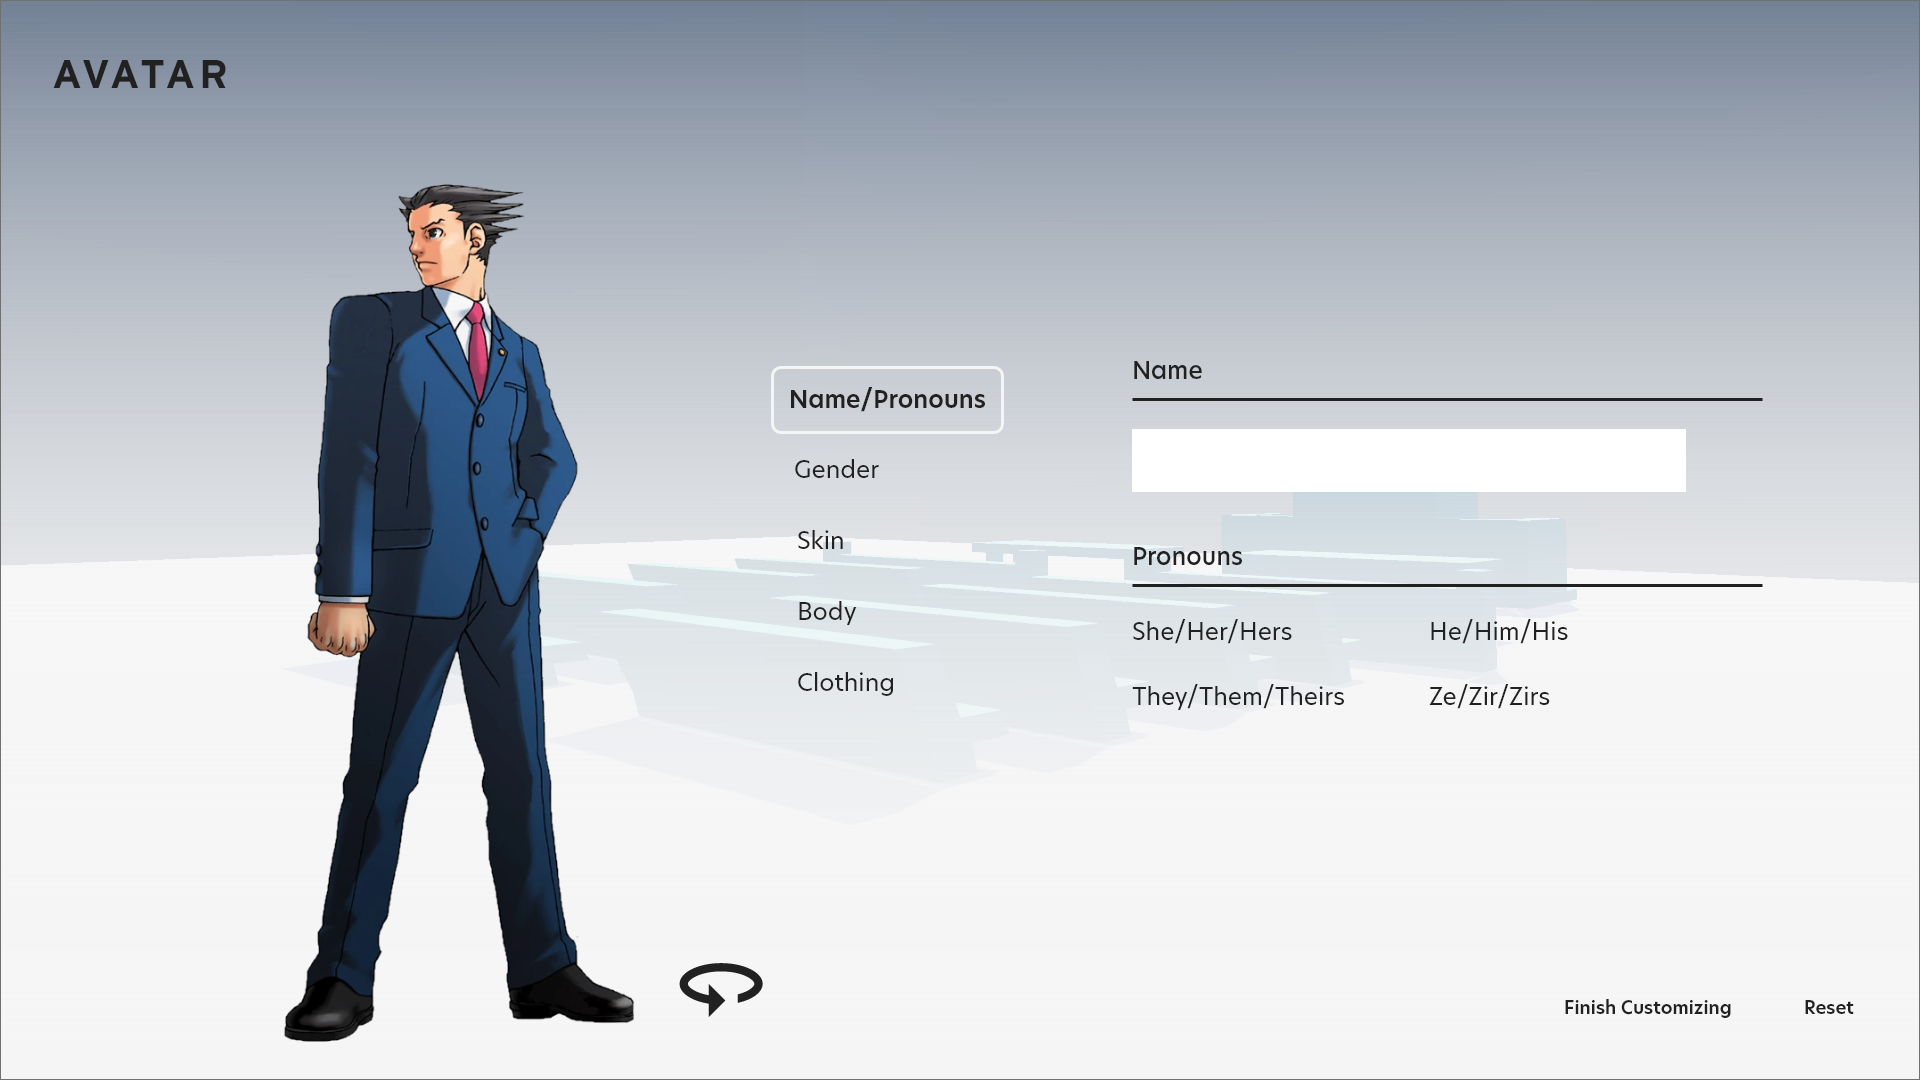 AVATAR
Name/Pronouns
Gender
Skin
Body
Clothing
Name
Pronouns
She/Her/Hers
He/Him/His
They/Them/Theirs
Ze/Zir/Zirs
Finish Customizing
Reset